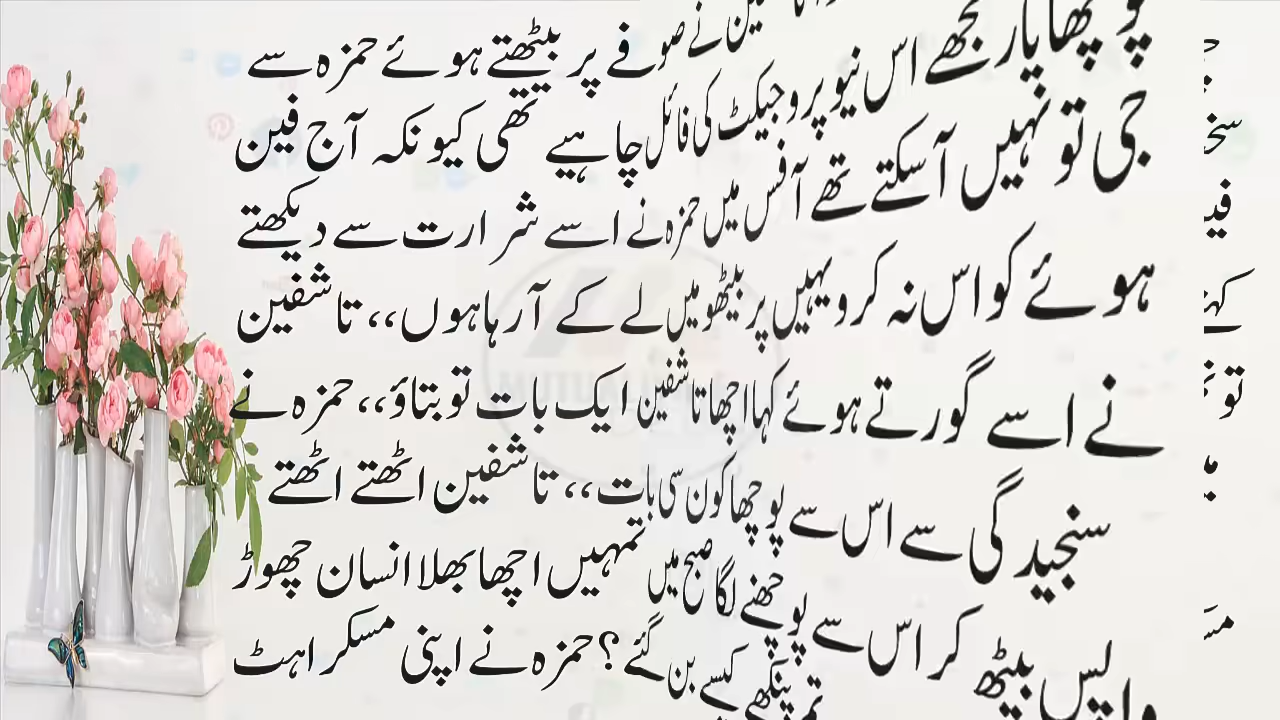 پوچھا یار مجھے اس نیو پروجیکٹ کی فائل چاہیے تھی کیونکہ آج فین
نے صوفے پر بیٹھتے ہوئے حمزہ سے
جی تو نہیں آسکتے تھے آفس میں حمزہ نے اسے شرارت سے دیکھتے
ہوئے کو اس نہ کرو یہیں پر بیٹھو میں لے کے آرہا ہوں،، تاشفین
نے اسے گورتے ہوئے کہا اچھا تاشفین ایک بات تو بتاؤ،، حمزہ نے
سنجیدگی سے اس سے پوچھا کون سی بات،، تاشفین اٹھتے اٹھتے
واپس بیٹھ کر اس سے پوچھنے لگا صبح میں تمہیں اچھا بھلا انسان چھوڑ
تم پنکھے کیسے بن گئے؟ حمزہ نے اپنی مسکراہٹ